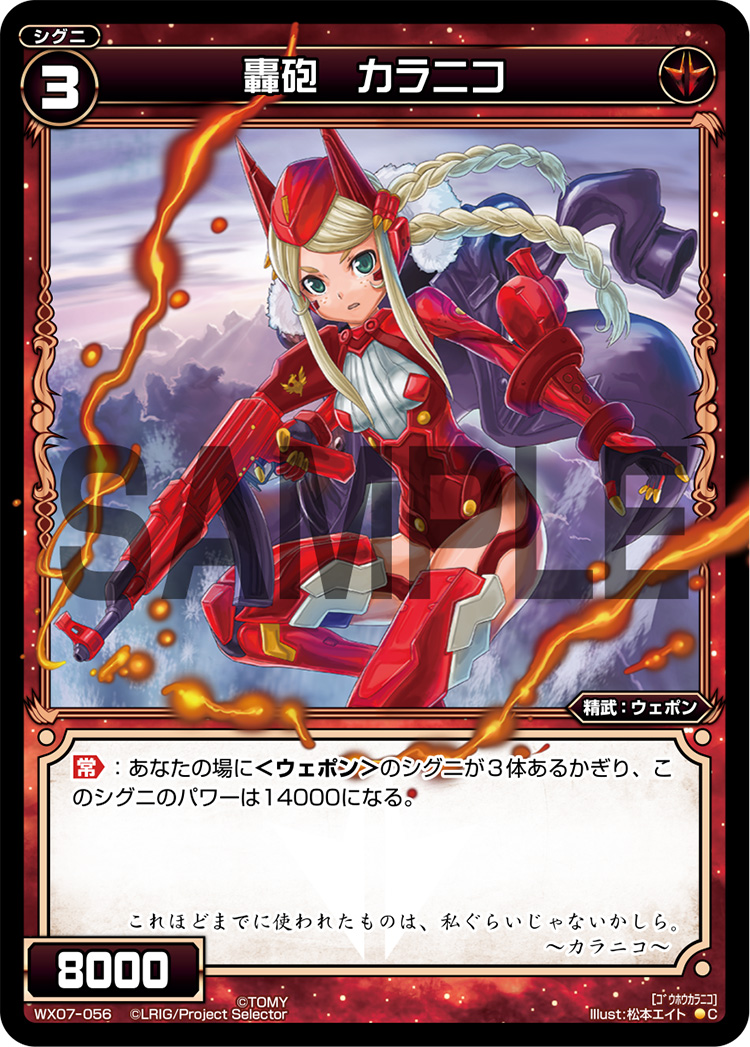 シグニ
3
轟砲　カラニコ
SAMPLE
精武：ウェポン
常：あなたの場に<ウェポン>のシグニが３体あるかぎり、こ
のシグニのパワーは14000になる。
これほどまでに使われたものは、私ぐらいじゃないかしら。
～カラニコ～
8000
©TOMY
[ｺﾞｳﾎｳｶﾗﾆｺ]
WX07-056 ©LRIG/Project Selector
Illust:松本エイト C